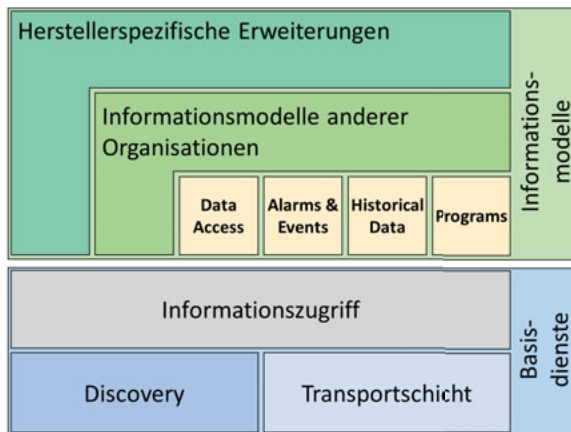 Herstellerspezifische Erweiterungen
Informationsmodelle anderer
Organisationen
Data
Access
Alarms &
Events
Historical
Data
Programs
Informations-
modelle
Informationszugriff
Discovery
Transportschicht
Basis-
dienste